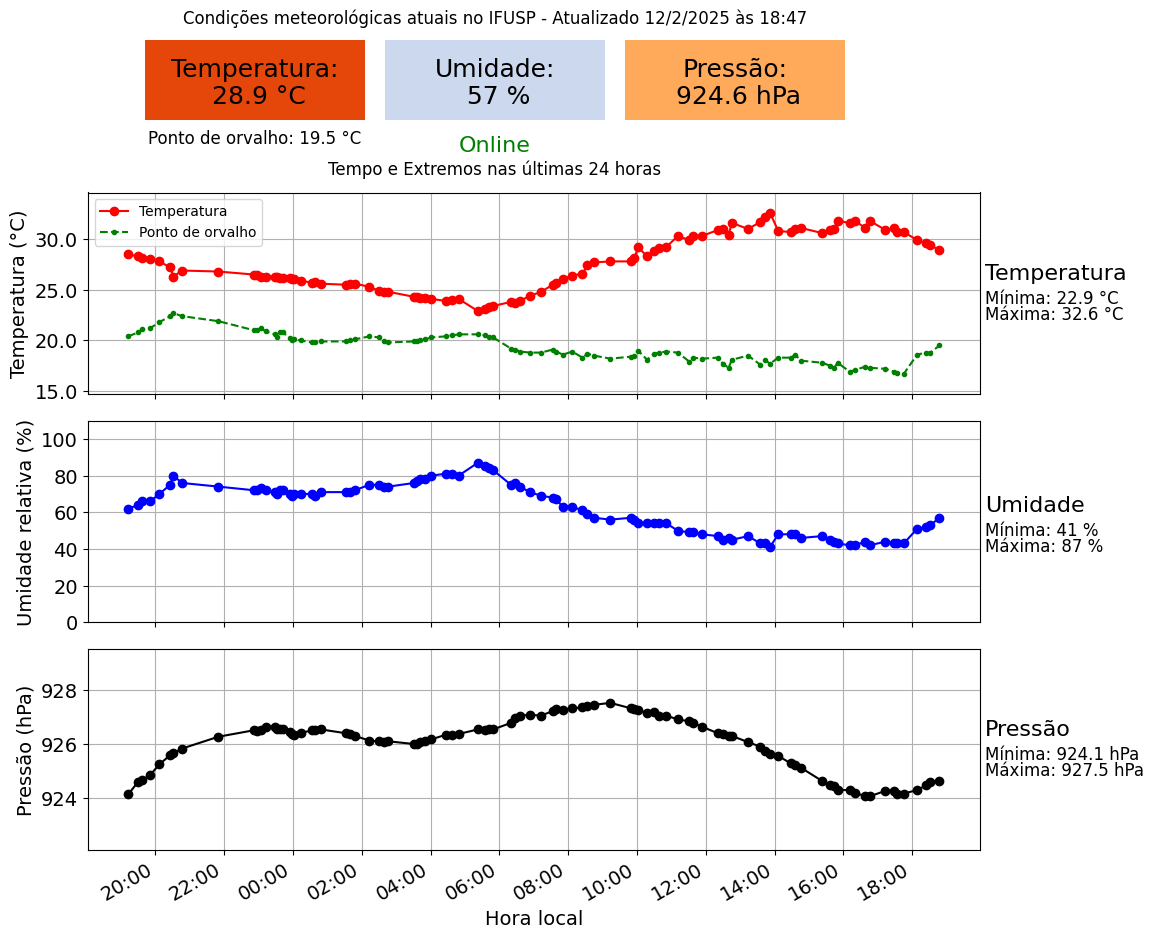 Condições meteorológicas atuais no IFUSP - Atualizado 12/2/2025 às 18:47
Temperatura:
28.9 °C
Umidade:
57 %
Pressão:
924.6 hPa
Ponto de orvalho: 19.5 °C
Online
Tempo e Extremos nas últimas 24 horas
Temperatura (°C)
30.0
25.0
20.0
15.0
Temperatura
Ponto de orvalho
Temperatura
Mínima: 22.9 °C
Máxima: 32.6 °C
Umidade relativa (%)
100
80
60
40
20
0
Umidade
Mínima: 41 %
Máxima: 87 %
Pressão (hPa)
928
926
924
Pressão
Mínima: 924.1 hPa
Máxima: 927.5 hPa
20:00 22:00 00:00 02:00 04:00 06:00 08:00 10:00 12:00 14:00 16:00 18:00
Hora local